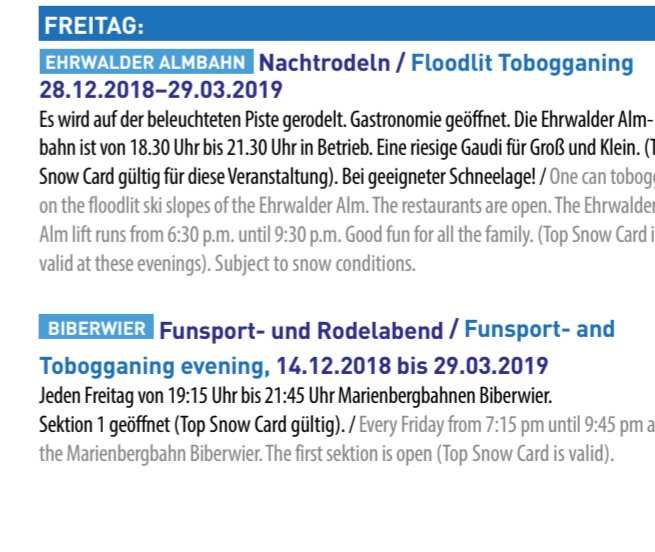 FREITAG:
EHRWALDER ALMBAHN Nachtrodeln / Floodlit Tobogganing
28.12.2018–29.03.2019
Es wird auf der beleuchteten Piste gerodelt. Gastronomie geöffnet. Die Ehrwalder Alm-
bahn ist von 18.30 Uhr bis 21.30 Uhr in Betrieb. Eine riesige Gaudi für Groß und Klein. (T
Snow Card gültig für diese Veranstaltung). Bei geeigneter Schneelage! / One can tobogg
on the floodlit ski slopes of the Ehrwalder Alm. The restaurants are open. The Ehrwalder
Alm lift runs from 6:30 p.m. until 9:30 p.m. Good fun for all the family. (Top Snow Card i
valid at these evenings). Subject to snow conditions.
BIBERWIER Funsport- und Rodelabend / Funsport- and
Tobogganing evening, 14.12.2018 bis 29.03.2019
Jeden Freitag von 19:15 Uhr bis 21:45 Uhr Marienbergbahnen Biberwier.
Sektion 1 geöffnet (Top Snow Card gültig). / Every Friday from 7:15 pm until 9:45 pm a
the Marienbergbahn Biberwier. The first sektion is open (Top Snow Card is valid).